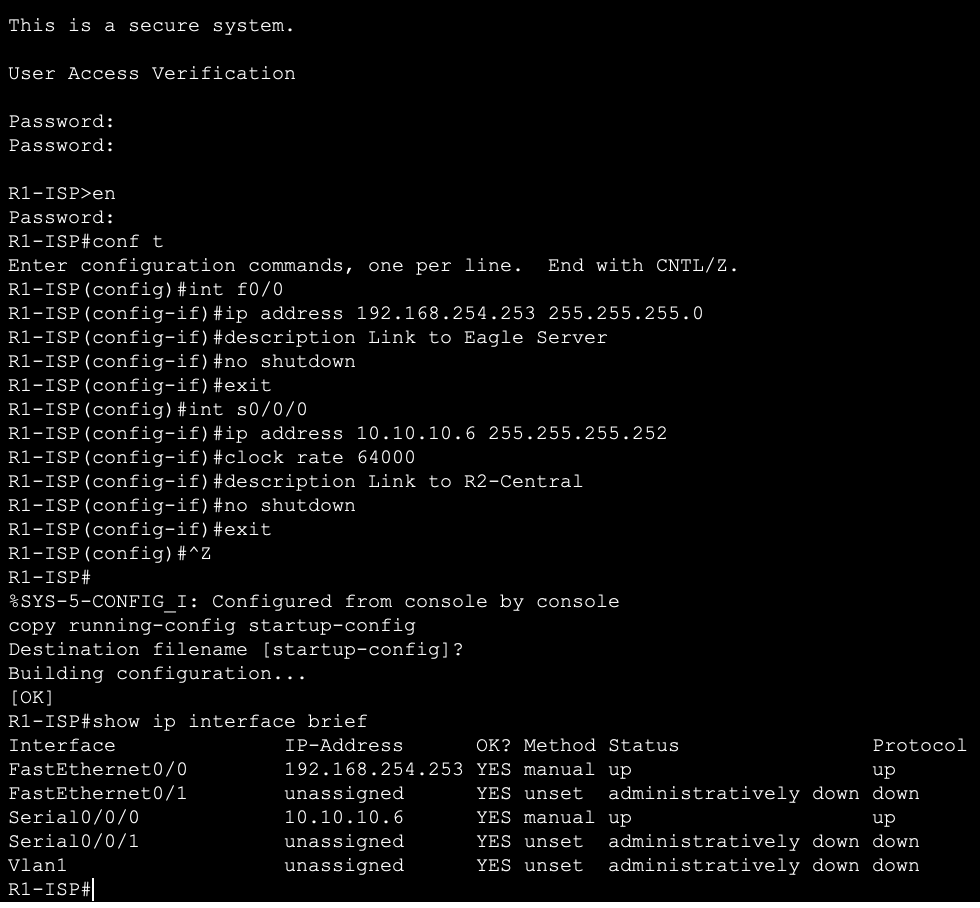 This is a secure system.
User Access Verification
Password:
Password:
R1-ISP>en
Password:
R1-ISP#conf t
Enter configuration commands, one per line.  End with CNTL/Z.
R1-ISP(config)#int f0/0
R1-ISP(config-if)#ip address 192.168.254.253 255.255.255.0
R1-ISP(config-if)#description Link to Eagle Server
R1-ISP(config-if)#no shutdown
R1-ISP(config-if)#exit
R1-ISP(config)#int s0/0/0
R1-ISP(config-if)#ip address 10.10.10.6 255.255.255.252
R1-ISP(config-if)#clock rate 64000
R1-ISP(config-if)#description Link to R2-Central
R1-ISP(config-if)#no shutdown
R1-ISP(config-if)#exit
R1-ISP(config)#^Z
R1-ISP#
%SYS-5-CONFIG_I: Configured from console by console
copy running-config startup-config
Destination filename [startup-config]?
Building configuration...
[OK]
R1-ISP#show ip interface brief
Interface              IP-Address      OK? Method Status                Protocol
FastEthernet0/0        192.168.254.253 YES manual up                    up
FastEthernet0/1        unassigned      YES unset  administratively down down
Serial0/0/0            10.10.10.6      YES manual up                    up
Serial0/0/1            unassigned      YES unset  administratively down down
Vlan1                  unassigned      YES unset  administratively down down
R1-ISP#